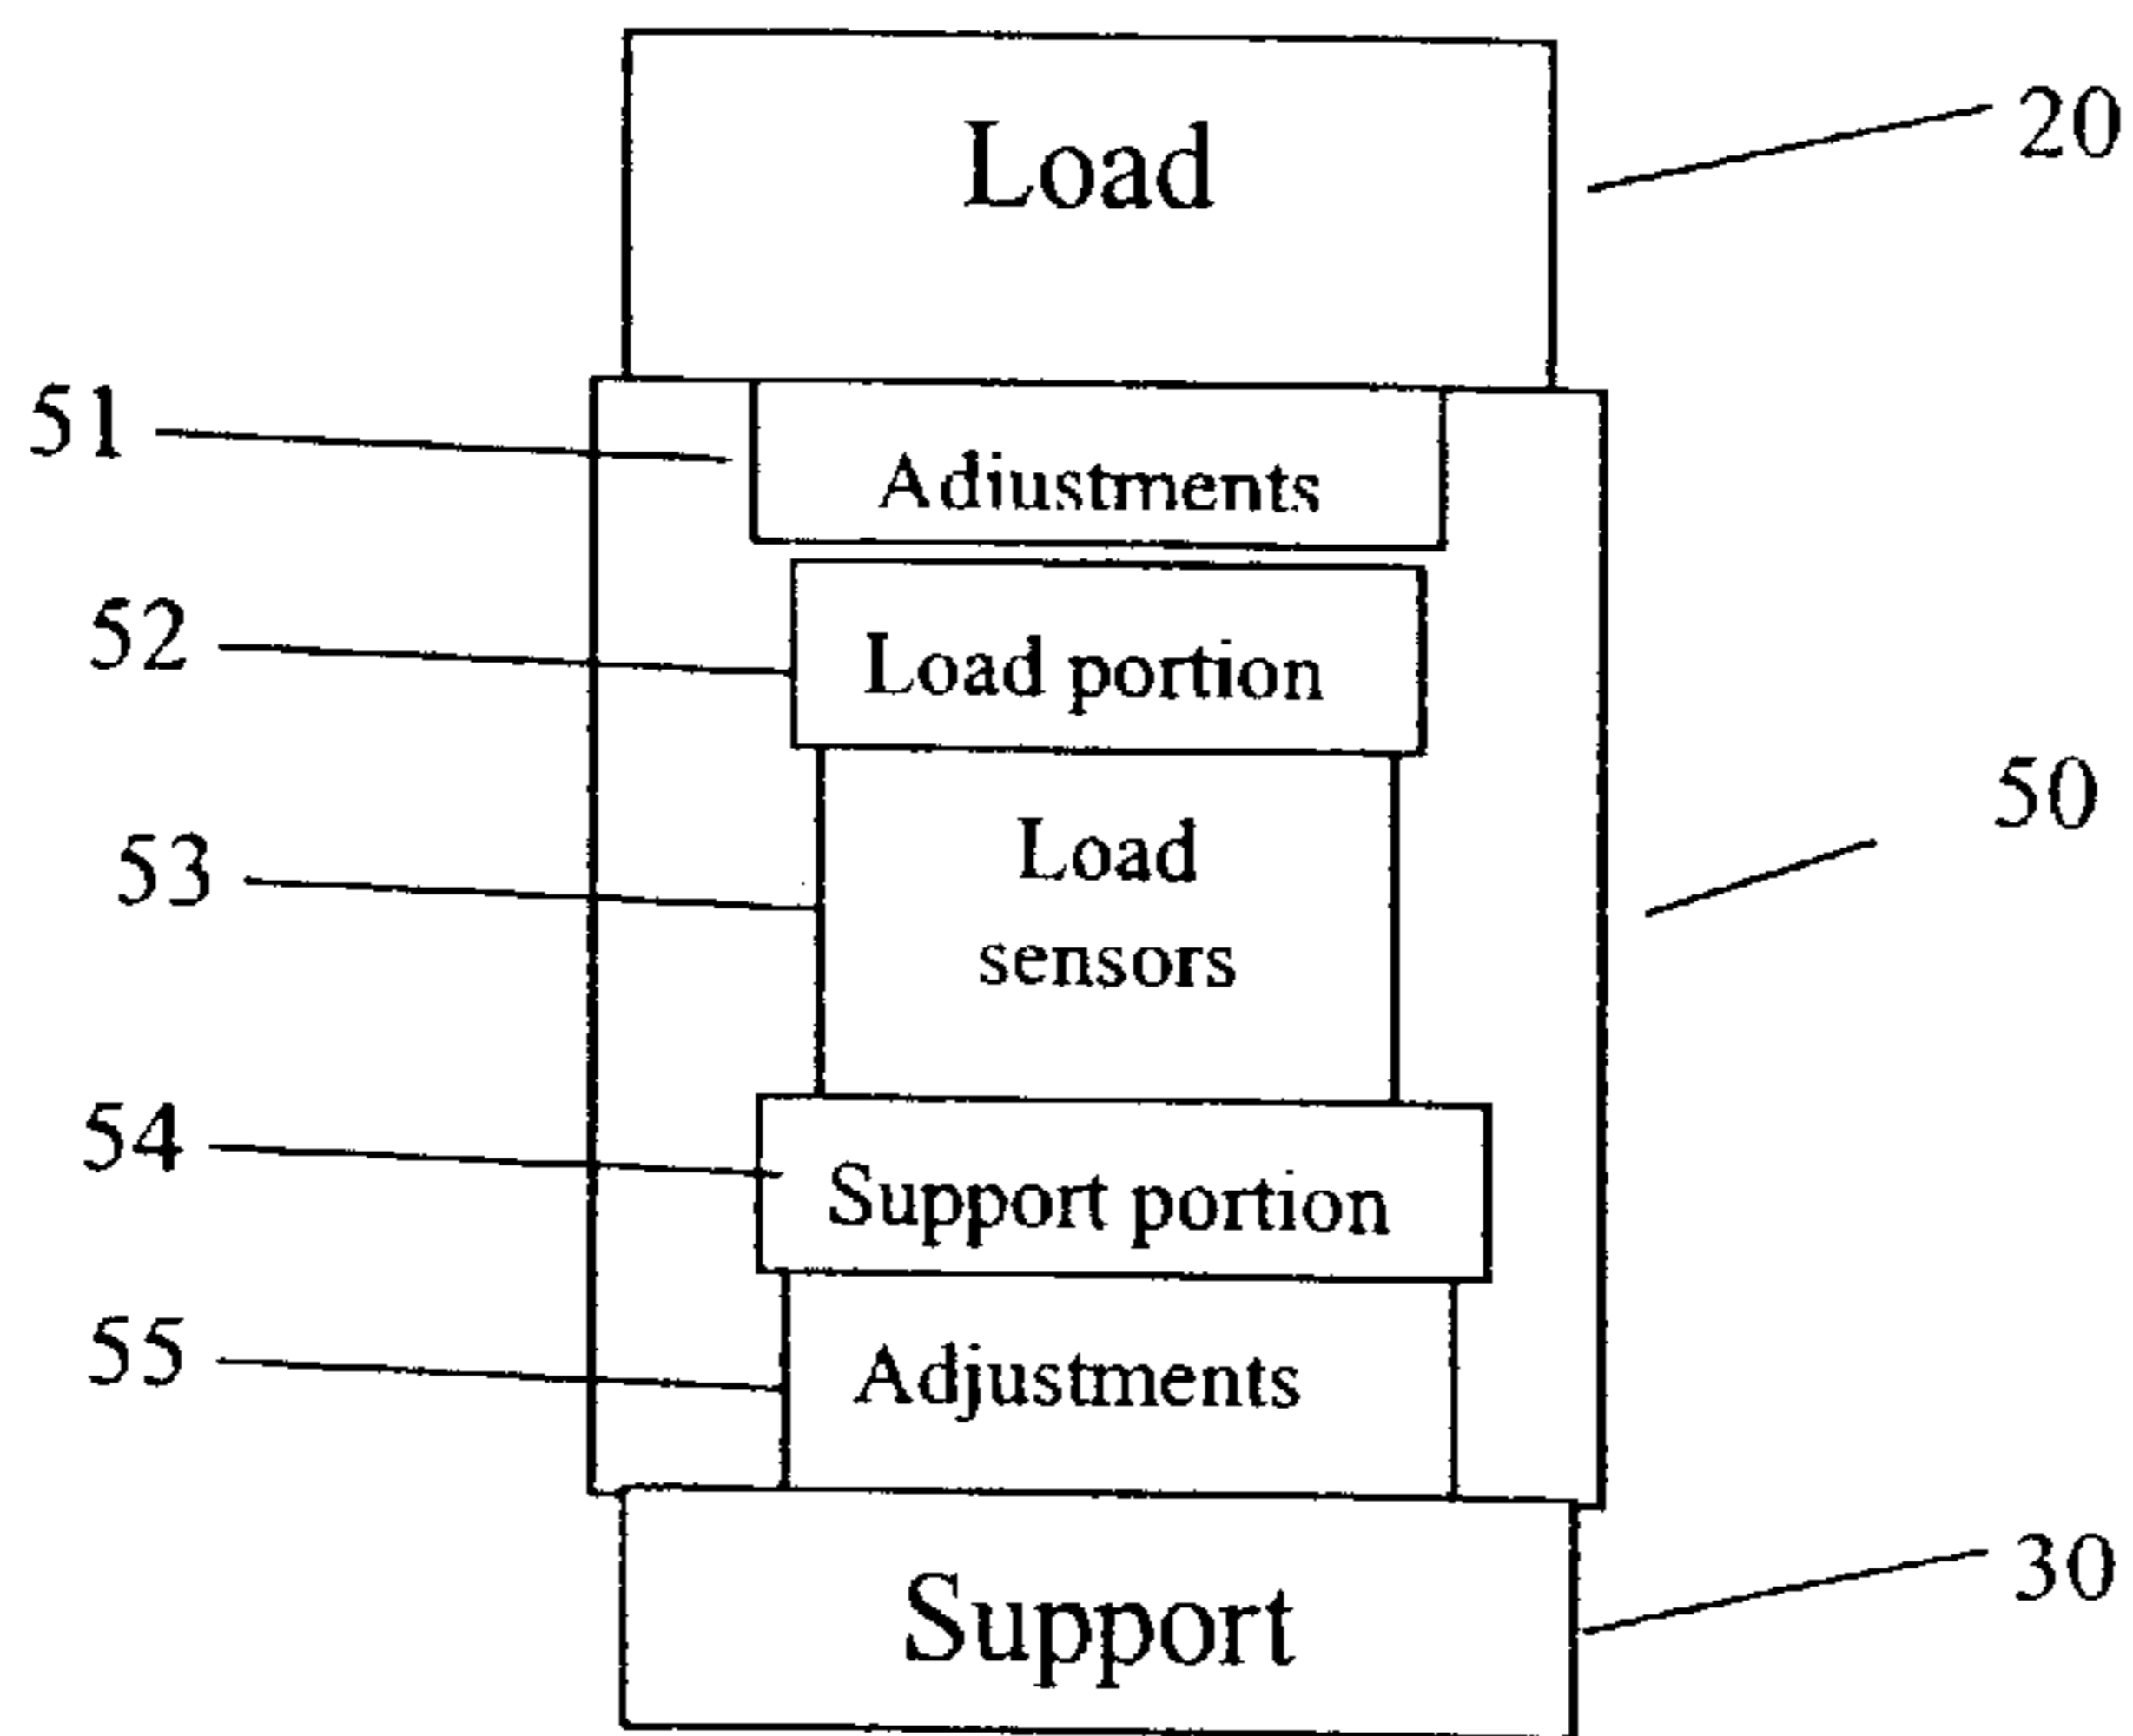 Load
20
51
Adiustments
52
Load portion
50
53
Load
sensors
54
Support portion
55
Adjustments
30
Support